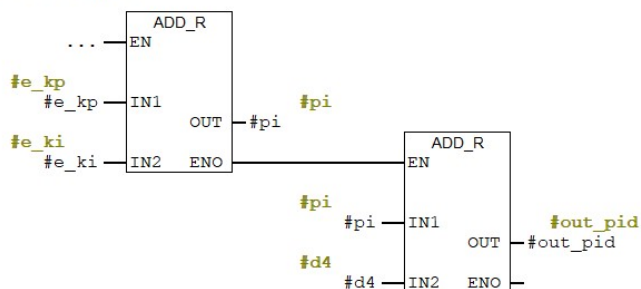 ADD_R
... EN
#e_kp
#e_kp IN1
#pi
OUT #pi
#e_ki
#e_ki IN2 ENO
ADD_R
EN
#pi
#pi IN1
#out_pid
OUT #out_pid
#d4
#d4 IN2 ENO